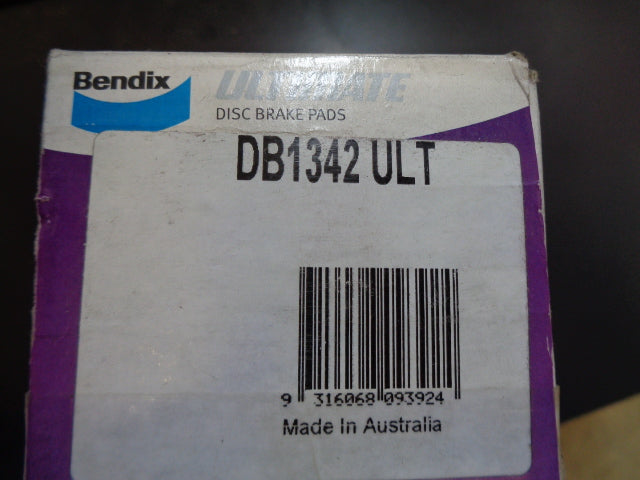 Bendix
ULTIMATE
DISC BRAKE PADS
DB1342 ULT
9 316068 093924
Made In Australia